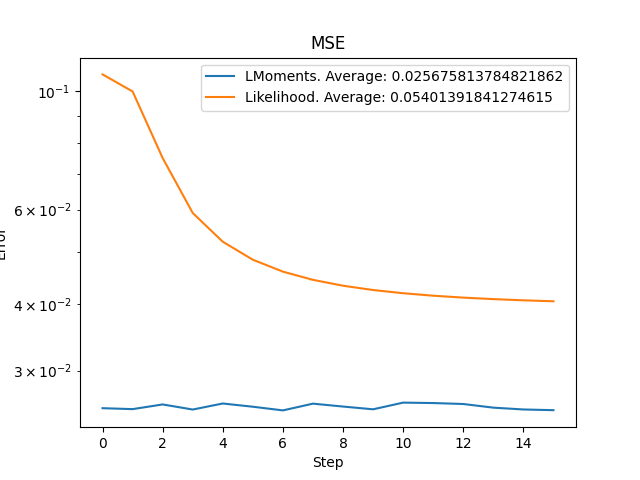 MSE
LMoments. Average: 0.025675813784821862
Likelihood. Average: 0.05401391841274615
10⁻¹
6 × 10⁻²
4 × 10⁻²
3 × 10⁻²
Error
0 2 4 6 8 10 12 14
Step